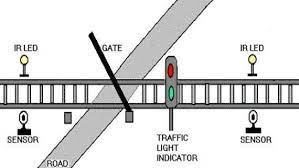 IR LED
GATE
IR LED
SENSOR
TRAFFIC
LIGHT
INDICATOR
SENSOR
ROAD